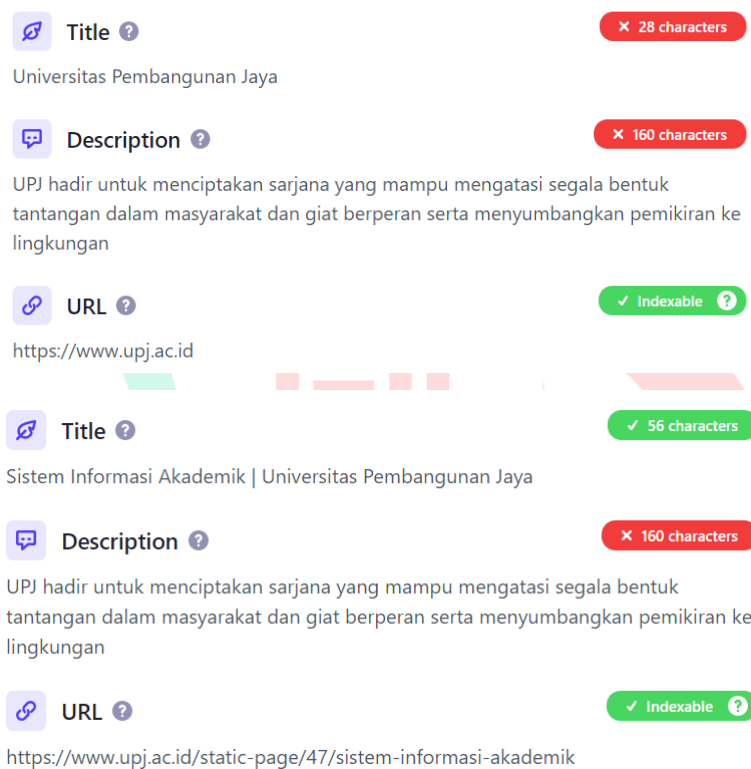 Title ?
✕ 28 characters
Universitas Pembangunan Jaya
Description ?
✕ 160 characters
UPJ hadir untuk menciptakan sarjana yang mampu mengatasi segala bentuk
tantangan dalam masyarakat dan giat berperan serta menyumbangkan pemikiran ke
lingkungan
URL ?
✓ Indexable ?
https://www.upj.ac.id
Title ?
✓ 56 characters
Sistem Informasi Akademik | Universitas Pembangunan Jaya
Description ?
✕ 160 characters
UPJ hadir untuk menciptakan sarjana yang mampu mengatasi segala bentuk
tantangan dalam masyarakat dan giat berperan serta menyumbangkan pemikiran ke
lingkungan
URL ?
✓ Indexable ?
https://www.upj.ac.id/static-page/47/sistem-informasi-akademik